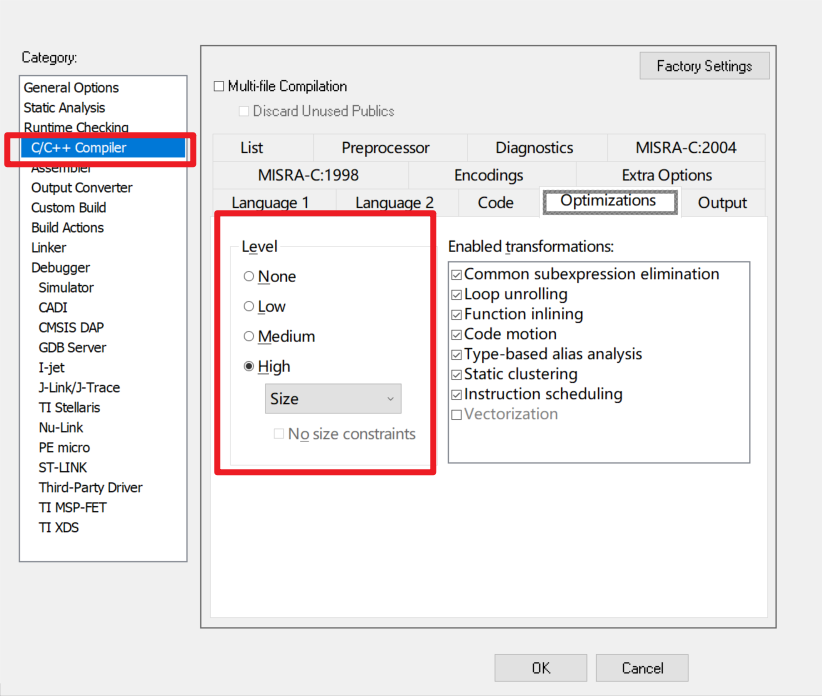 Category:
General Options
Static Analysis
Runtime Checking
C/C++ Compiler
Assembler
Output Converter
Custom Build
Build Actions
Linker
Debugger
Simulator
CADI
CMSIS DAP
GDB Server
I-jet
J-Link/J-Trace
TI Stellaris
Nu-Link
PE micro
ST-LINK
Third-Party Driver
TI MSP-FET
TI XDS
Factory Settings
Multi-file Compilation
Discard Unused Publics
List Preprocessor Diagnostics MISRA-C:2004
MISRA-C:1998 Encodings Extra Options
Language 1 Language 2 Code Optimizations Output
Level
None
Low
Medium
High
Size
No size constraints
Enabled transformations:
Common subexpression elimination
Loop unrolling
Function inlining
Code motion
Type-based alias analysis
Static clustering
Instruction scheduling
Vectorization
OK Cancel